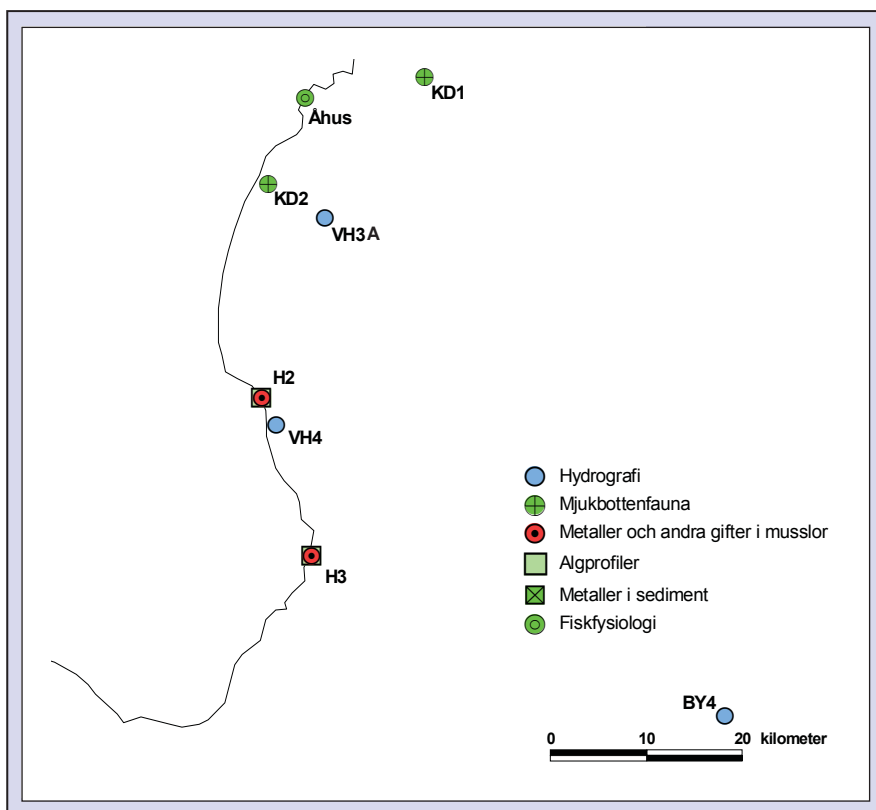 KD1
Åhus
KD2
VH3A
H2
VH4
H3
Hydrografi
Mjukbottenfauna
Metaller och andra gifter i musslor
Algprofiler
Metaller i sediment
Fiskfysiologi
BY4
0 10 20 kilometer